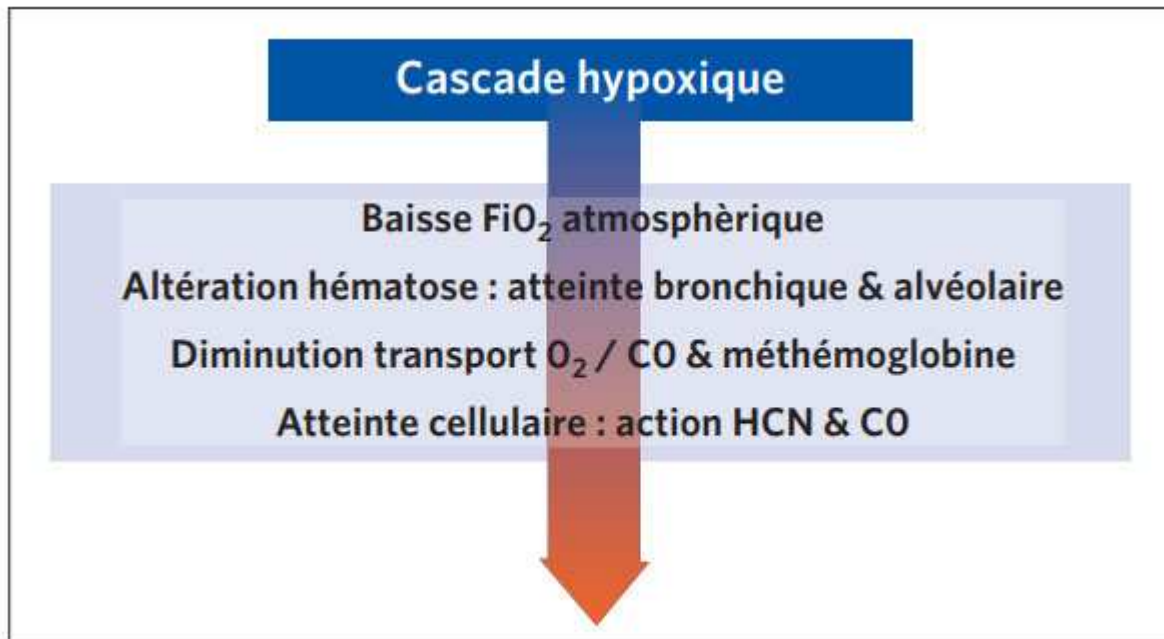 Cascade hypoxique
Baisse FiO₂ atmosphèrique
Altération hématose : atteinte bronchique & alvéolaire
Diminution transport O₂ / CO & méthémoglobine
Atteinte cellulaire : action HCN & CO